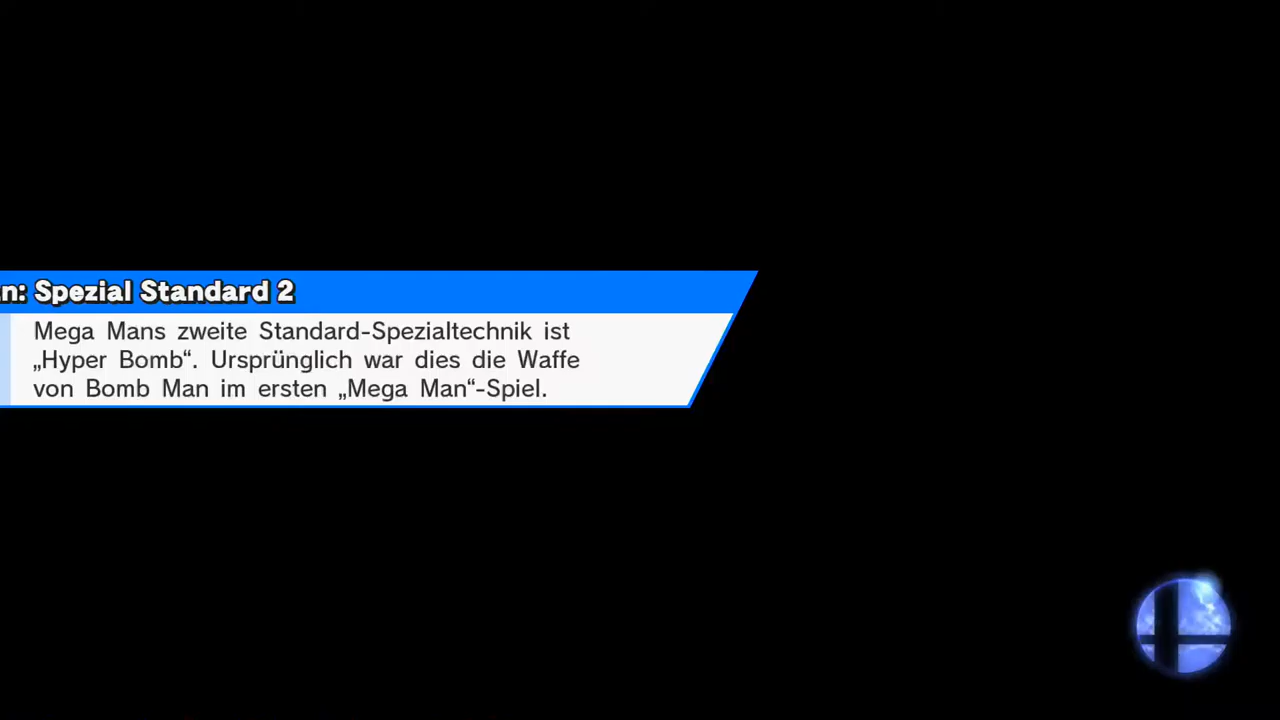 n: Spezial Standard 2
Mega Mans zweite Standard-Spezialtechnik ist
„Hyper Bomb“. Ursprünglich war dies die Waffe
von Bomb Man im ersten „Mega Man“-Spiel.